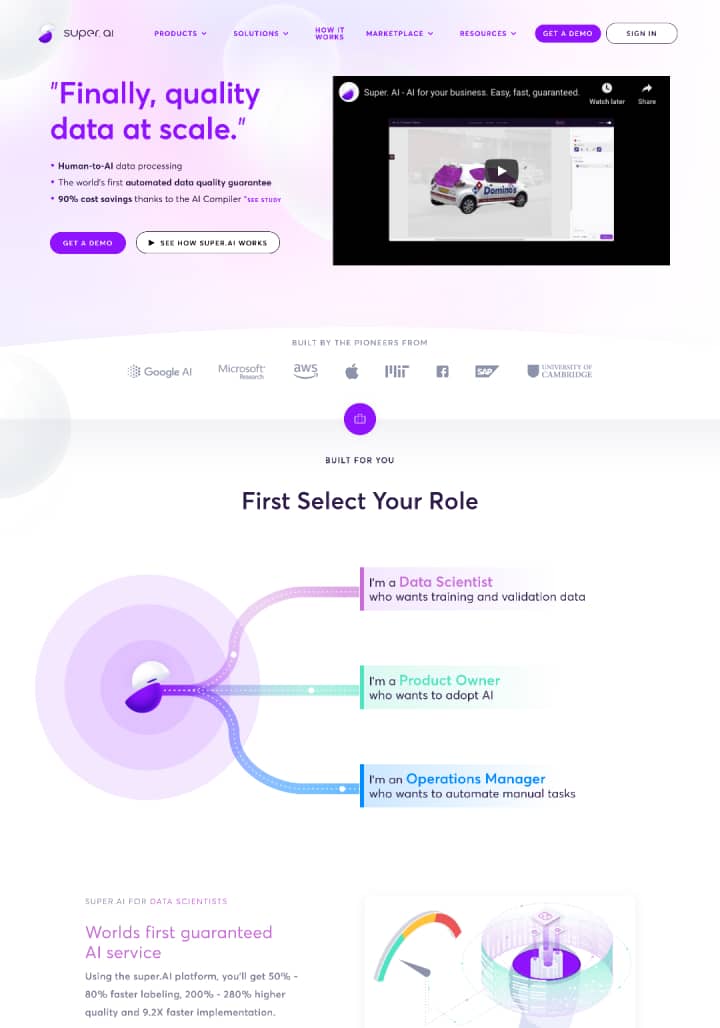 super.AI
PRODUCTS
SOLUTIONS
HOW IT
WORKS
MARKETPLACE
RESOURCES
GET A DEMO
SIGN IN
"Finally, quality
data at scale."
• Human-to-AI data processing
• The world's first automated data quality guarantee
• 90% cost savings thanks to the AI Compiler *SEE STUDY
GET A DEMO
SEE HOW SUPER.AI WORKS
Super. AI - AI for your business. Easy, fast, guaranteed.
Watch later
Share
Domino's
BUILT BY THE PIONEERS FROM
Google AI
Microsoft
Research
aws
MIT
SAP
UNIVERSITY OF
CAMBRIDGE
BUILT FOR YOU
First Select Your Role
I'm a Data Scientist
who wants training and validation data
I'm a Product Owner
who wants to adopt AI
I'm an Operations Manager
who wants to automate manual tasks
SUPER.AI FOR DATA SCIENTISTS
Worlds first guaranteed
AI service
Using the super.AI platform, you'll get 50% -
80% faster labeling, 200% - 280% higher
quality and 9.2X faster implementation.